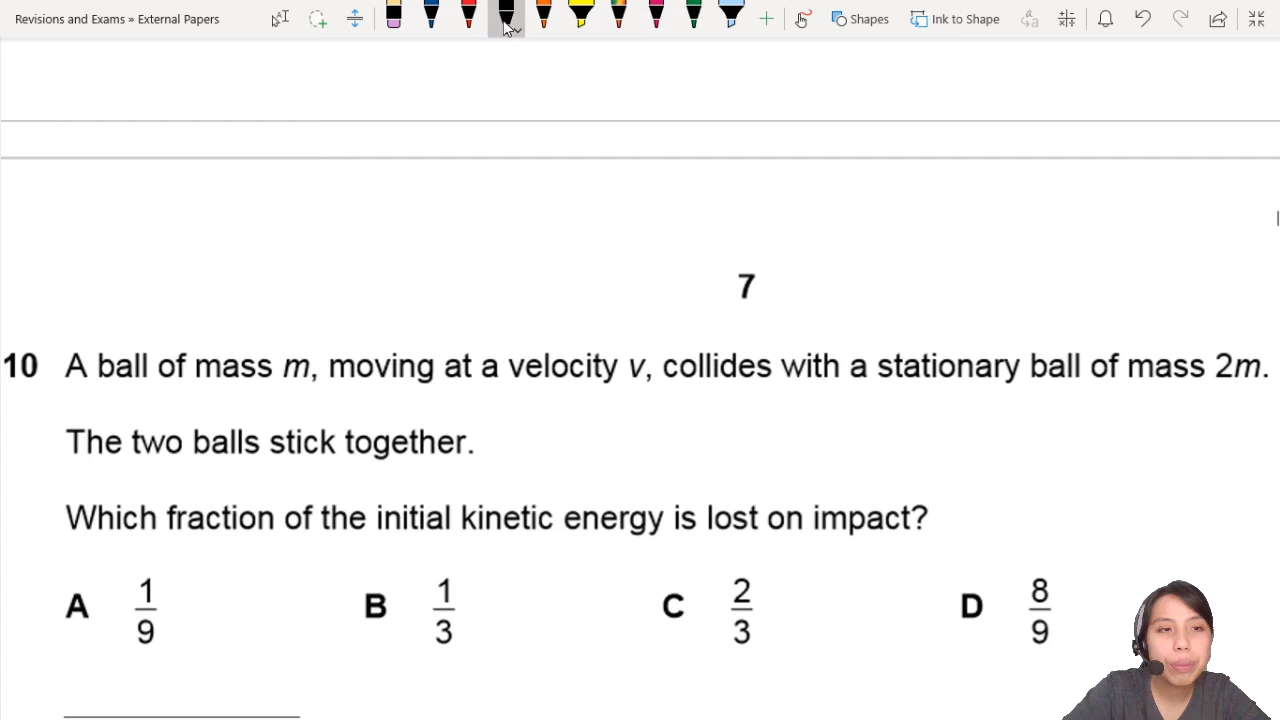 Revisions and Exams » External Papers
Shapes
Ink to Shape
7
10 A ball of mass m, moving at a velocity v, collides with a stationary ball of mass 2m.
The two balls stick together.
Which fraction of the initial kinetic energy is lost on impact?
A 1/9 B 1/3 C 2/3 D 8/9